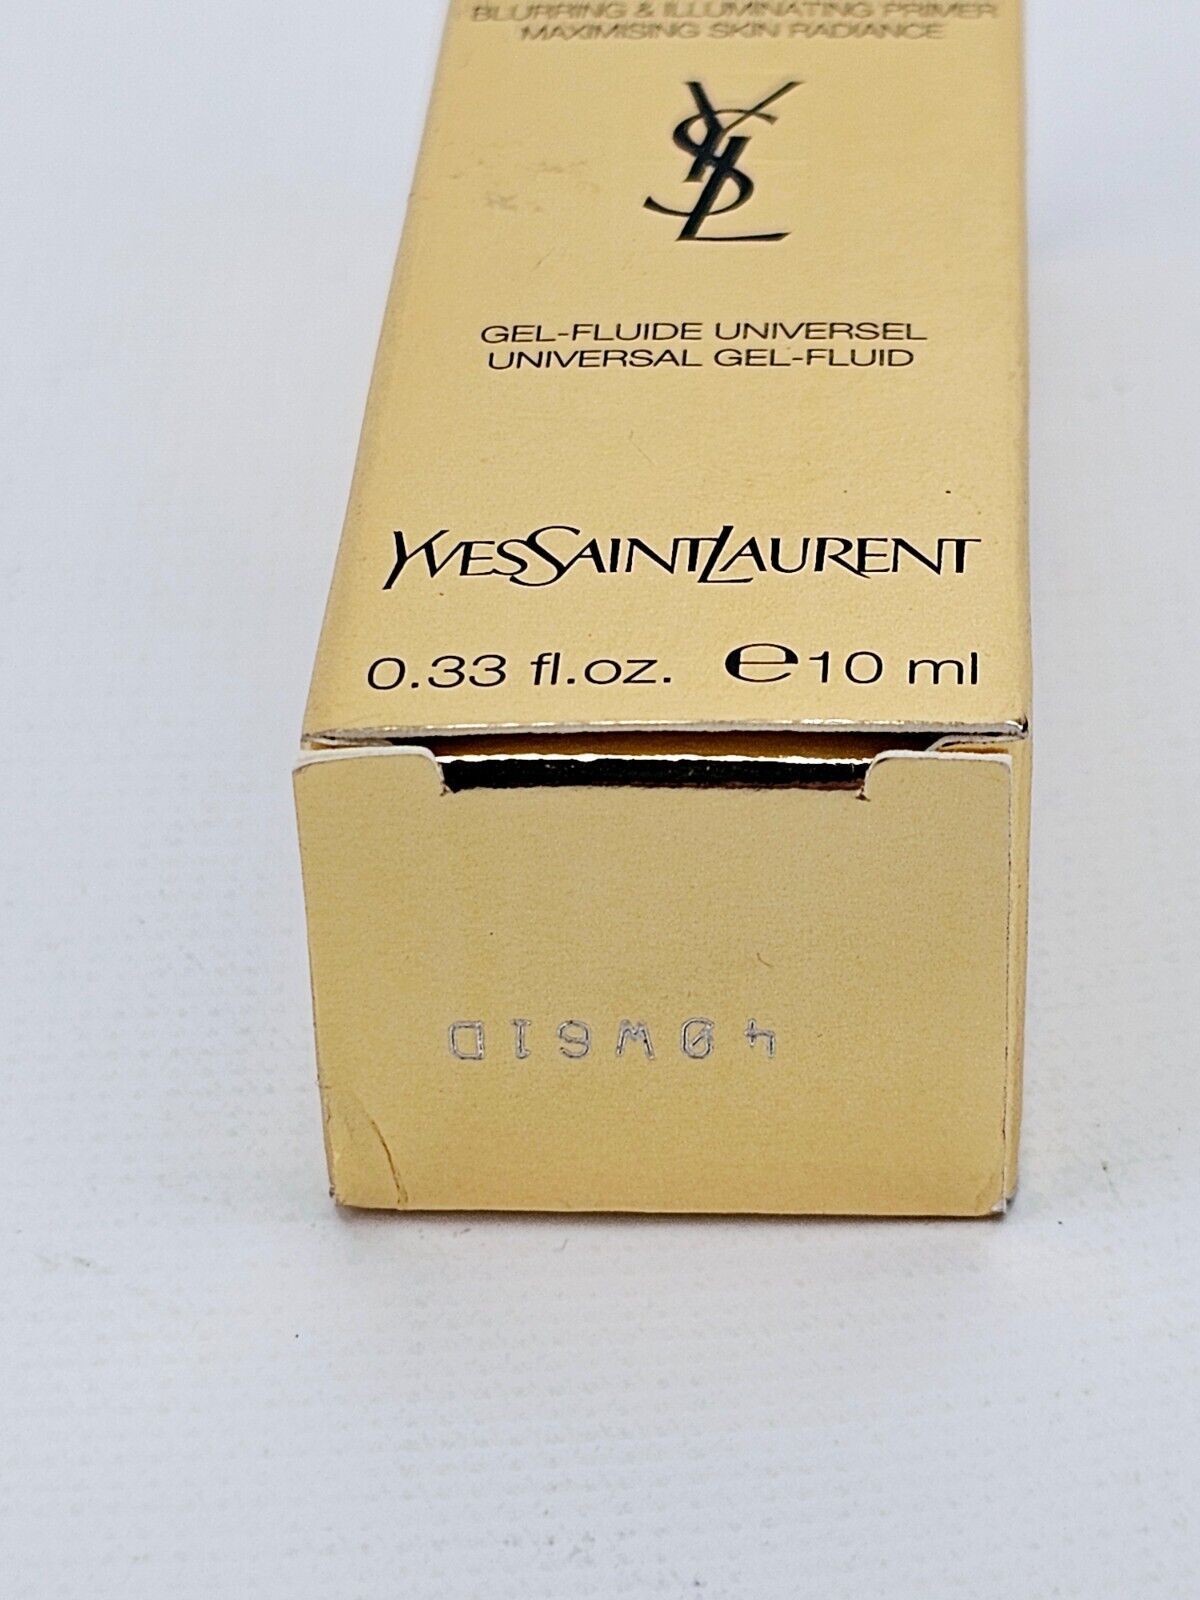 BLURRING & ILLUMINATING PRIMER
MAXIMISING SKIN RADIANCE
YSL
GEL-FLUIDE UNIVERSEL
UNIVERSAL GEL-FLUID
YVESSAINTLAURENT
0.33 fl.oz. ℮10 ml
40W61D